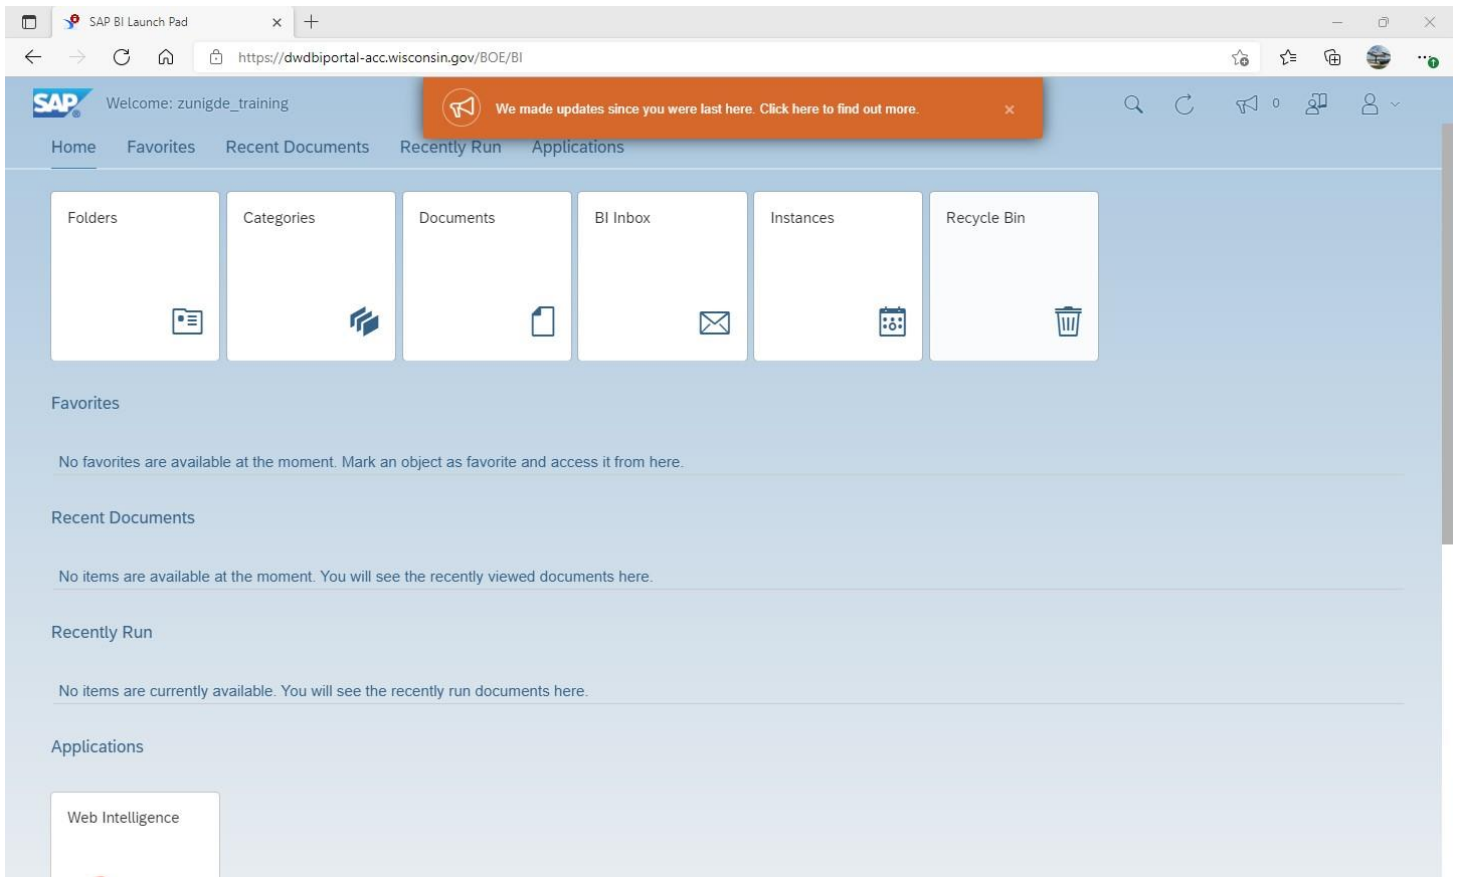 SAP BI Launch Pad
https://dwdbiportal-acc.wisconsin.gov/BOE/BI
SAP
Welcome: zunigde_training
We made updates since you were last here. Click here to find out more.
0
Home Favorites Recent Documents Recently Run Applications
Folders Categories Documents BI Inbox Instances Recycle Bin
Favorites
No favorites are available at the moment. Mark an object as favorite and access it from here.
Recent Documents
No items are available at the moment. You will see the recently viewed documents here.
Recently Run
No items are currently available. You will see the recently run documents here.
Applications
Web Intelligence